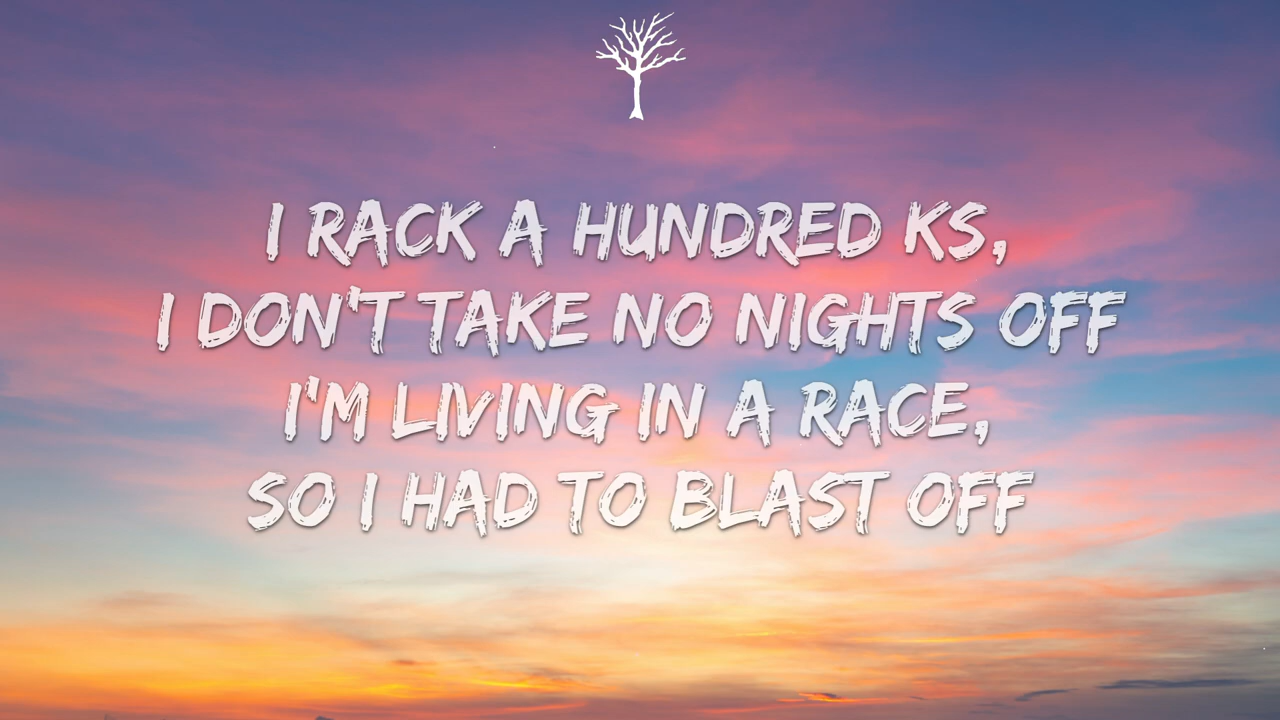 I RACK A HUNDRED KS,
I DON'T TAKE NO NIGHTS OFF
I'M LIVING IN A RACE,
SO I HAD TO BLAST OFF